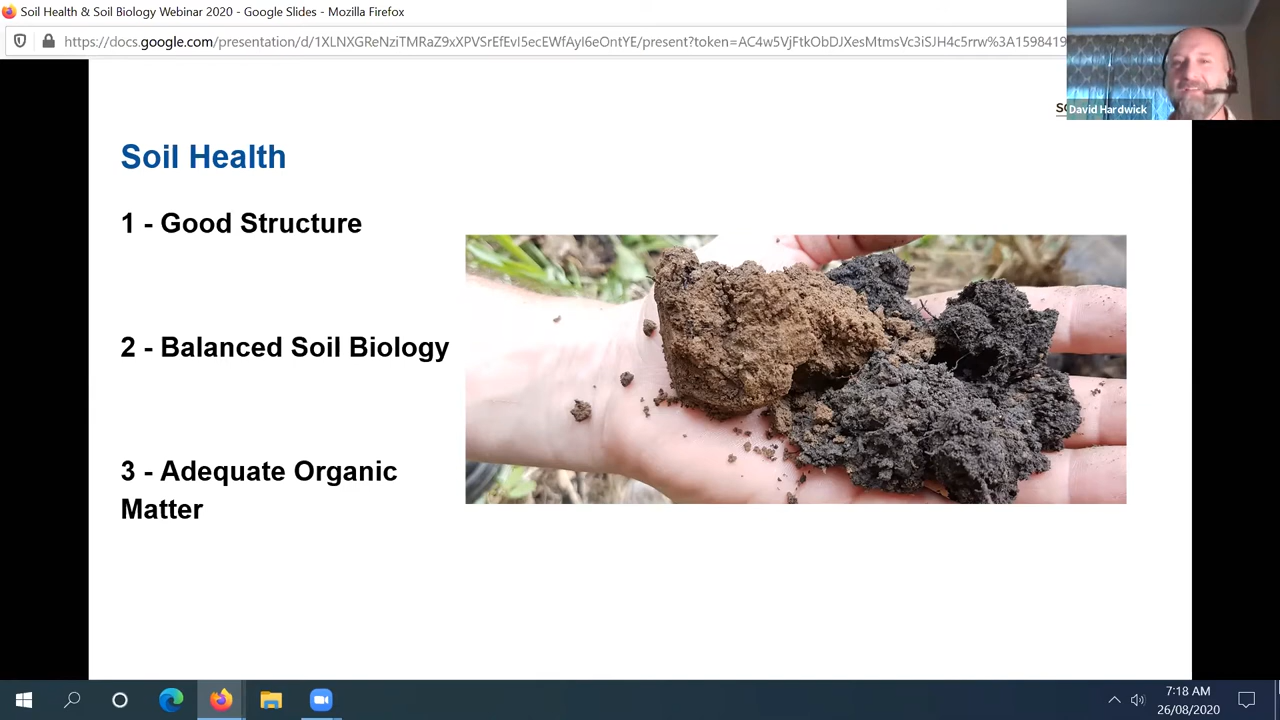 Soil Health & Soil Biology Webinar 2020 - Google Slides - Mozilla Firefox
https://docs.google.com/presentation/d/1XLNXGReNziTMRaZ9xXPVSrEfEvI5ecEWfAyI6eOntYE/present?token=AC4w5VjFtkObDJXesMtmsVc3iSJH4c5rrw%3A1598419
David Hardwick
Soil Health
1 - Good Structure
2 - Balanced Soil Biology
3 - Adequate Organic
Matter
7:18 AM
26/08/2020